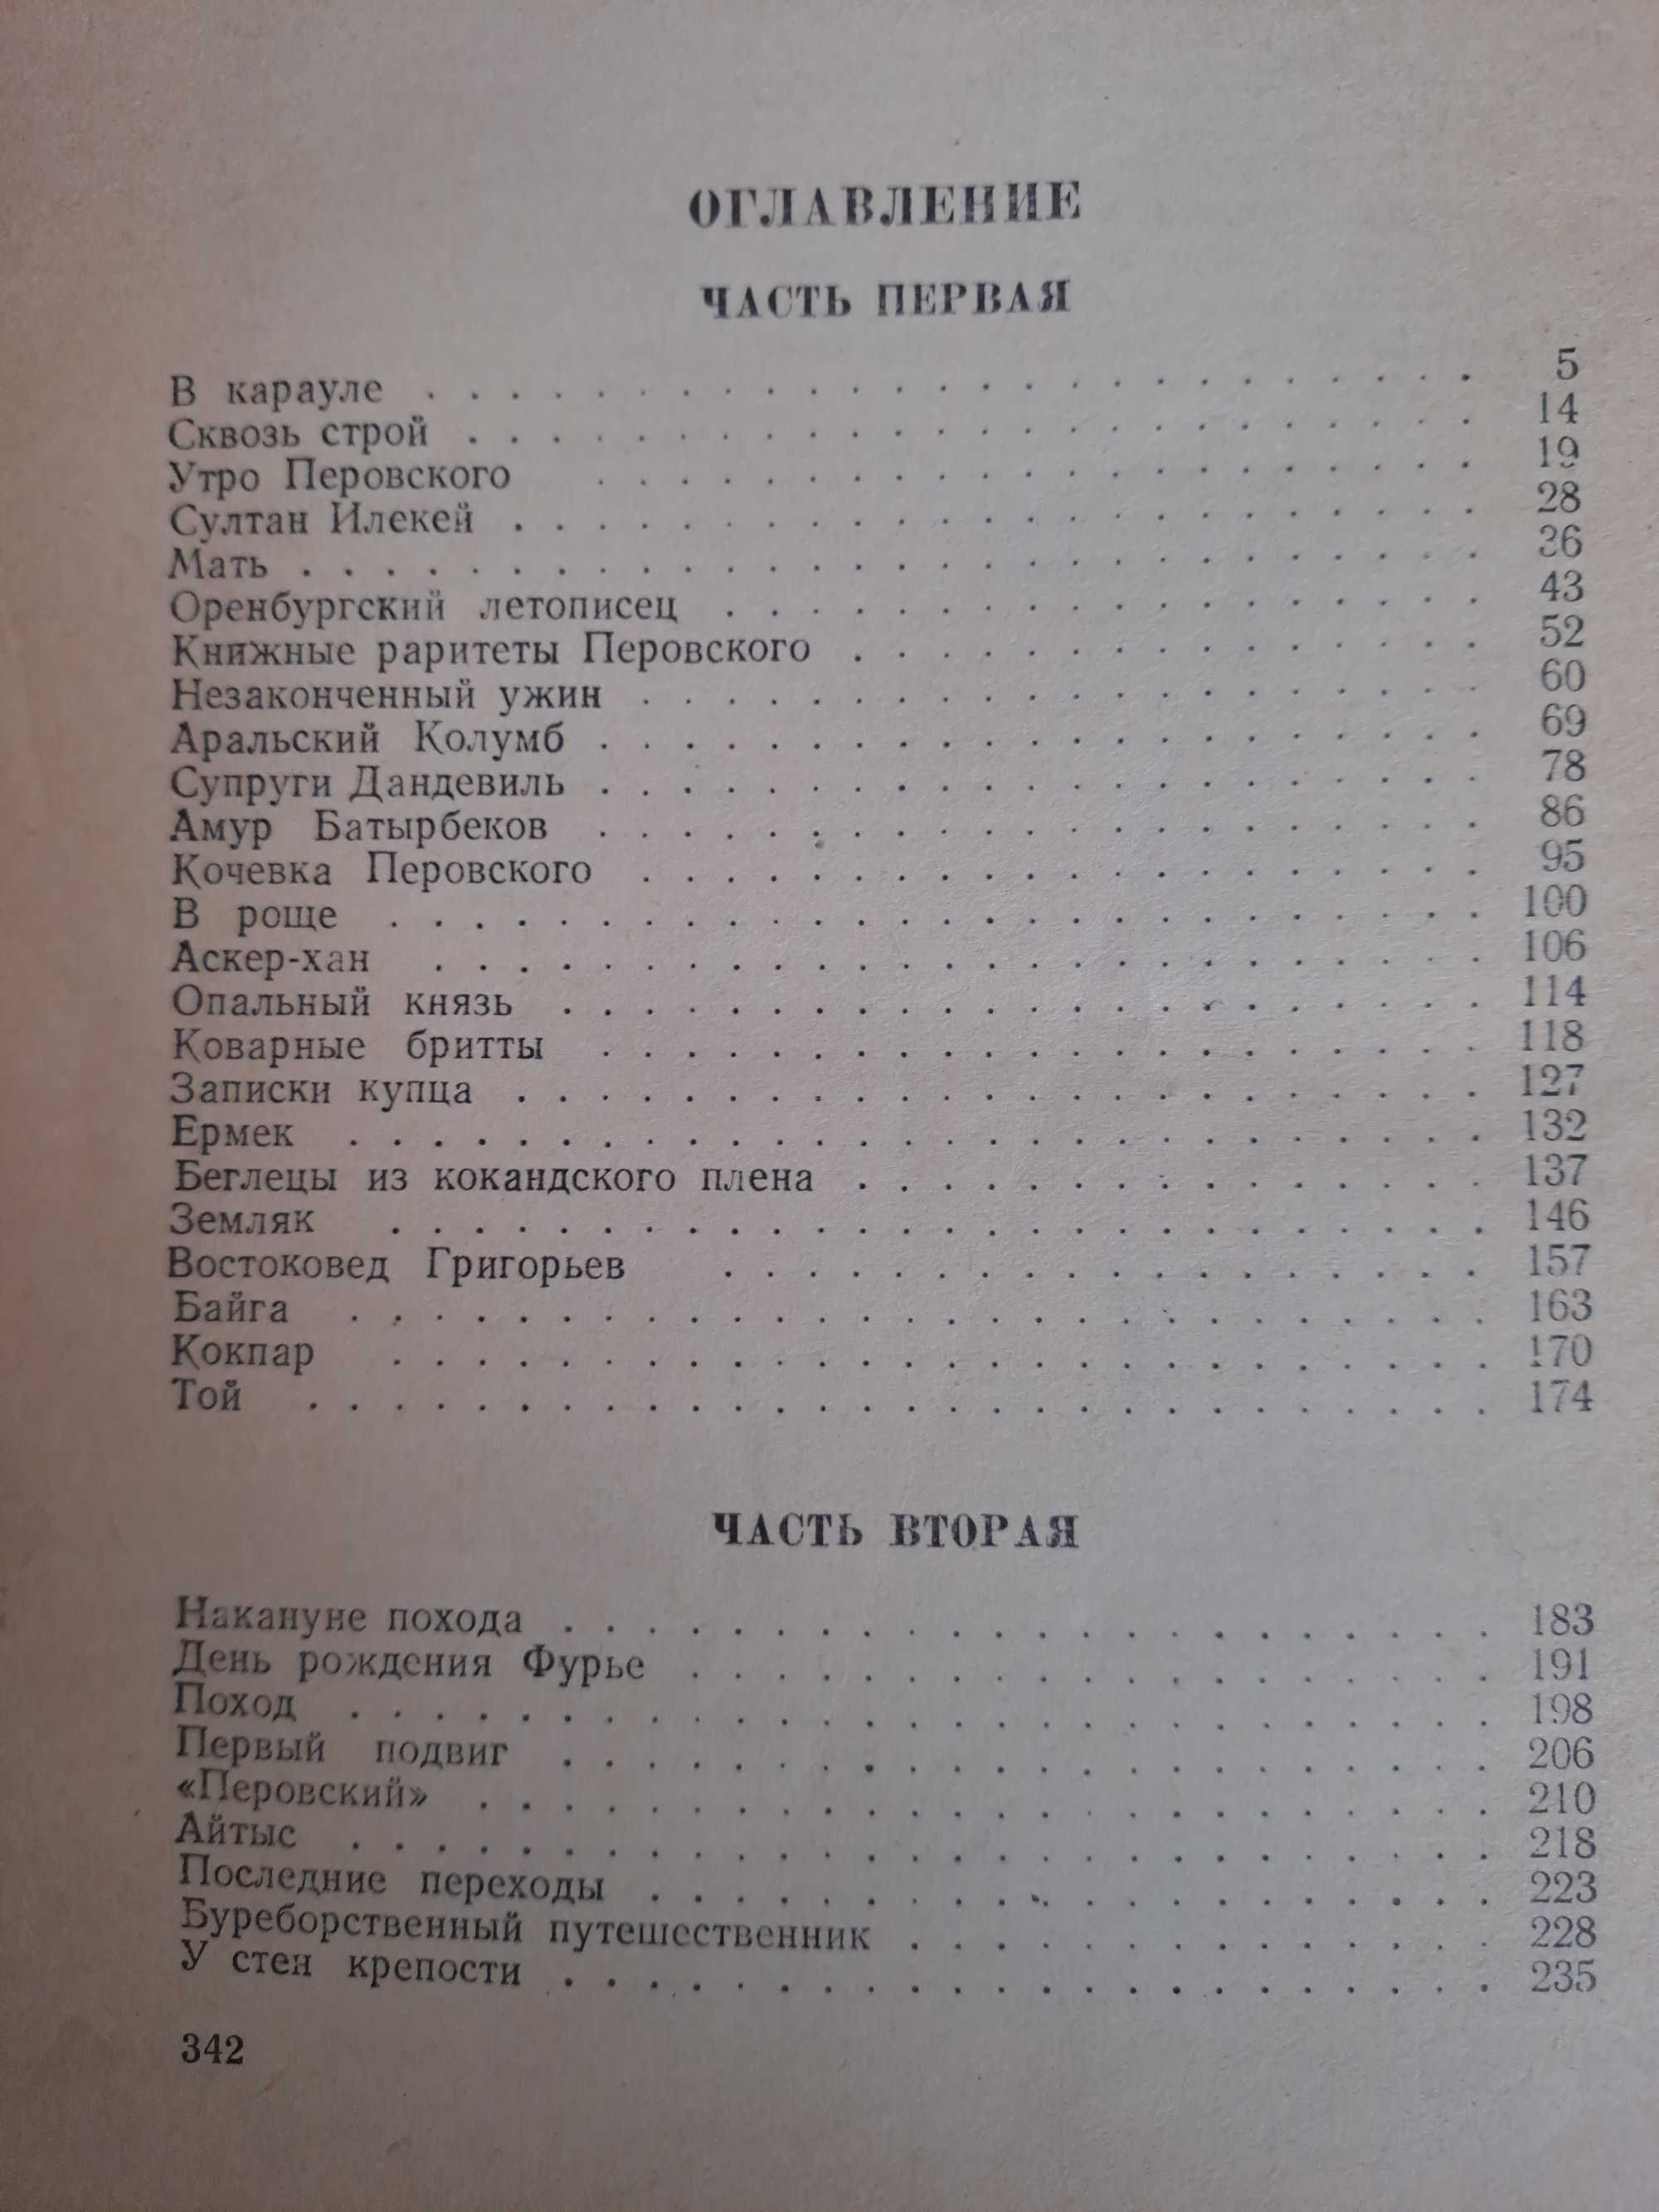 ОГЛАВЛЕНИЕ
ЧАСТЬ ПЕРВАЯ
В карауле . . . . . . . . . . . . . . . . . . . . 5
Сквозь строй . . . . . . . . . . . . . . . . . . . . 14
Утро Перовского . . . . . . . . . . . . . . . . . . . . 19
Султан Илекей . . . . . . . . . . . . . . . . . . . . 28
Мать . . . . . . . . . . . . . . . . . . . . 36
Оренбургский летописец . . . . . . . . . . . . . . . . . . . . 43
Книжные раритеты Перовского . . . . . . . . . . . . . . . 52
Незаконченный ужин . . . . . . . . . . . . . . . . . . . . 60
Аральский Колумб . . . . . . . . . . . . . . . . . . . . 69
Супруги Дандевиль . . . . . . . . . . . . . . . . . . . . 78
Амур Батырбеков . . . . . . . . . . . . . . . . . . . . 86
Кочевка Перовского . . . . . . . . . . . . . . . . . . . . 95
В роще . . . . . . . . . . . . . . . . . . . . 100
Аскер-хан . . . . . . . . . . . . . . . . . . . . 106
Опальный князь . . . . . . . . . . . . . . . . . . . . 114
Коварные бритты . . . . . . . . . . . . . . . . . . . . 118
Записки купца . . . . . . . . . . . . . . . . . . . . 127
Ермек . . . . . . . . . . . . . . . . . . . . 132
Беглецы из кокандского плена . . . . . . . . . . . . . . . 137
Земляк . . . . . . . . . . . . . . . . . . . . 146
Востоковед Григорьев . . . . . . . . . . . . . . . . . . . . 157
Байга . . . . . . . . . . . . . . . . . . . . 163
Кокпар . . . . . . . . . . . . . . . . . . . . 170
Той . . . . . . . . . . . . . . . . . . . . 174
ЧАСТЬ ВТОРАЯ
Накануне похода . . . . . . . . . . . . . . . . . . . . 183
День рождения Фурье . . . . . . . . . . . . . . . . . . . . 191
Поход . . . . . . . . . . . . . . . . . . . . 198
Первый подвиг . . . . . . . . . . . . . . . . . . . . 206
«Перовский» . . . . . . . . . . . . . . . . . . . . 210
Айтыс . . . . . . . . . . . . . . . . . . . . 218
Последние переходы . . . . . . . . . . . . . . . . . . . . 223
Буреборственный путешественник . . . . . . . . . . . . . . 228
У стен крепости . . . . . . . . . . . . . . . . . . . . 235
342